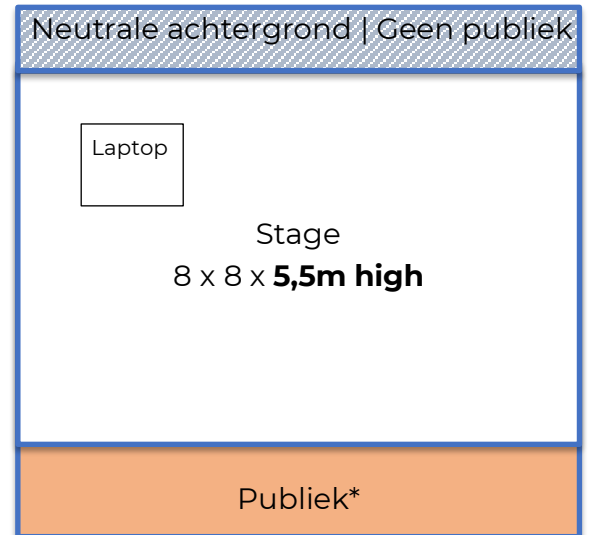 Neutrale achtergrond | Geen publiek
Laptop
Stage
8 x 8 x 5,5m high
Publiek*